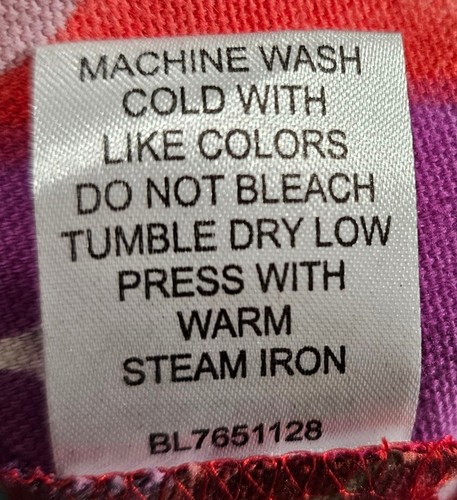 MACHINE WASH
COLD WITH
LIKE COLORS
DO NOT BLEACH
TUMBLE DRY LOW
PRESS WITH
WARM
STEAM IRON
BL7651128